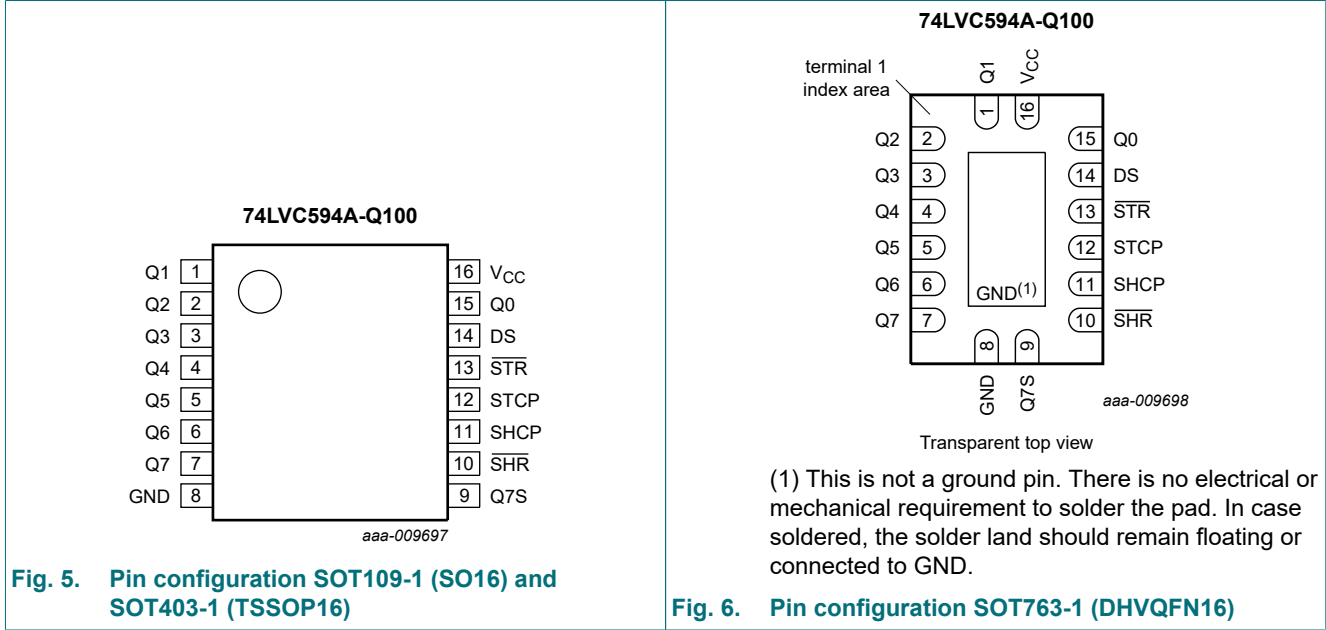 74LVC594A-Q100
Q1 1
Q2 2
Q3 3
Q4 4
Q5 5
Q6 6
Q7 7
GND 8
16 VCC
15 Q0
14 DS
13 STR
12 STCP
11 SHCP
10 SHR
9 Q7S
aaa-009697
Fig. 5. Pin configuration SOT109-1 (SO16) and
SOT403-1 (TSSOP16)
74LVC594A-Q100
terminal 1
index area
Q1 VCC
1 16
Q2 2
Q3 3
Q4 4
Q5 5
Q6 6
Q7 7
15 Q0
14 DS
13 STR
12 STCP
11 SHCP
10 SHR
GND(1)
8 9
GND Q7S
aaa-009698
Transparent top view
(1) This is not a ground pin. There is no electrical or
mechanical requirement to solder the pad. In case
soldered, the solder land should remain floating or
connected to GND.
Fig. 6. Pin configuration SOT763-1 (DHVQFN16)